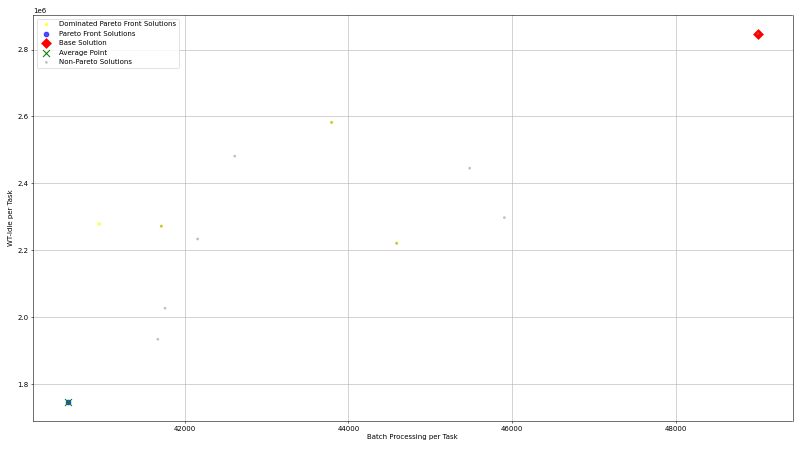 1e6
Dominated Pareto Front Solutions
Pareto Front Solutions
Base Solution
Average Point
Non-Pareto Solutions
2.8
2.6
2.4
2.2
2.0
1.8
WT-Idle per Task
42000 44000 46000 48000
Batch Processing per Task